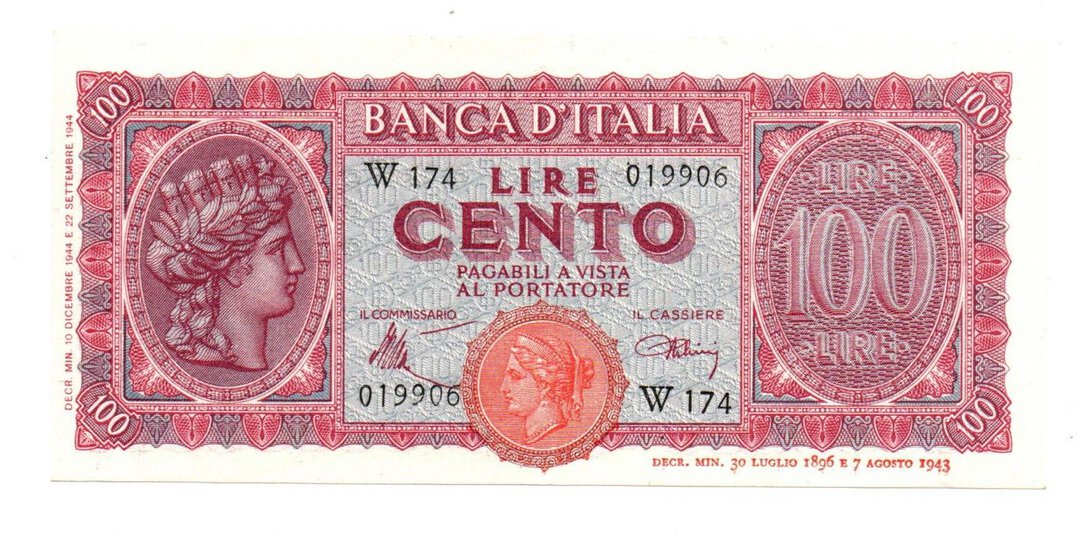 100
100
BANCA D'ITALIA
W 174 LIRE 019906
CENTO
PAGABILI A VISTA
AL PORTATORE
IL COMMISSARIO
IL CASSIERE
019906
W 174
LIRE
100
LIRE
100
100
DECR. MIN. 10 DICEMBRE 1944 E 22 SETTEMBRE 1944
DECR. MIN. 30 LUGLIO 1896 E 7 AGOSTO 1943